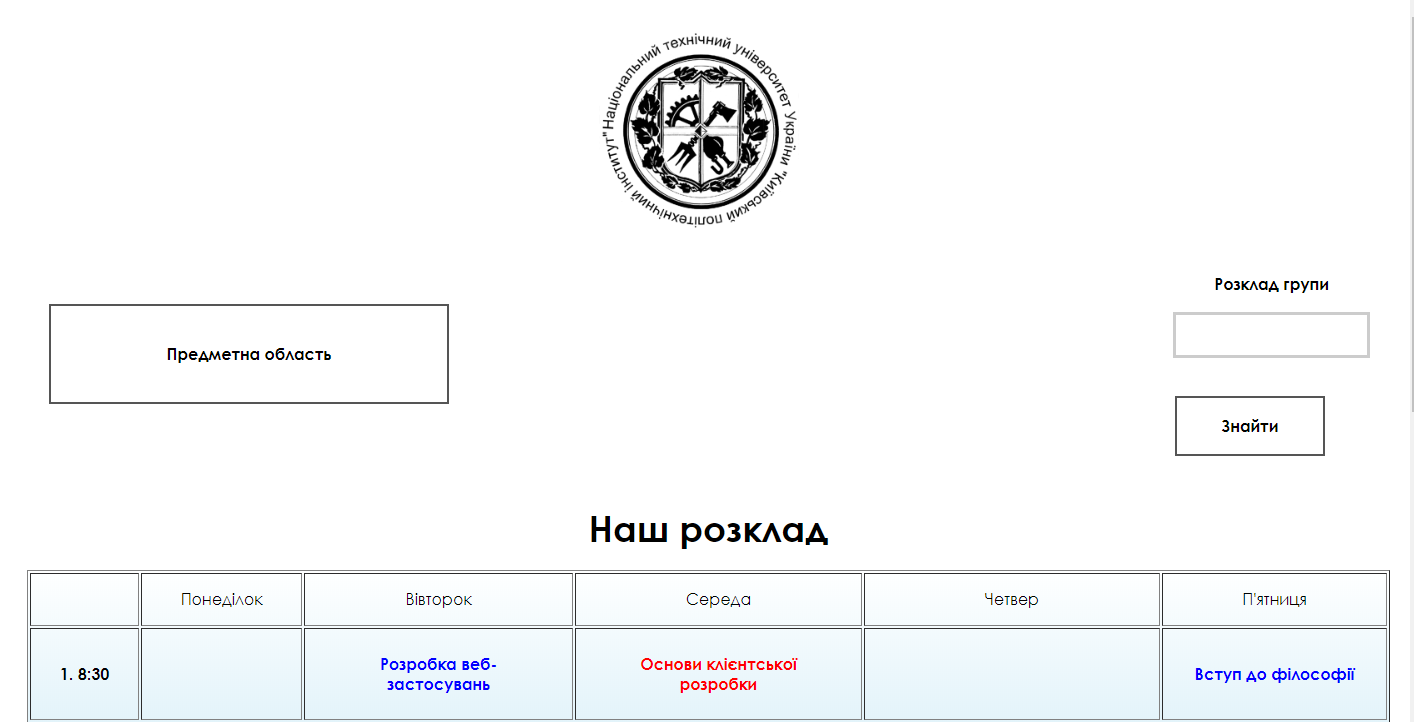 Національний технічний університет України "Київський політехнічний інститут"
Розклад групи
Предметна область
Знайти
Наш розклад
Понеділок Вівторок Середа Четвер П'ятниця
1. 8:30
Розробка веб-
застосувань
Основи клієнтської
розробки
Вступ до філософії